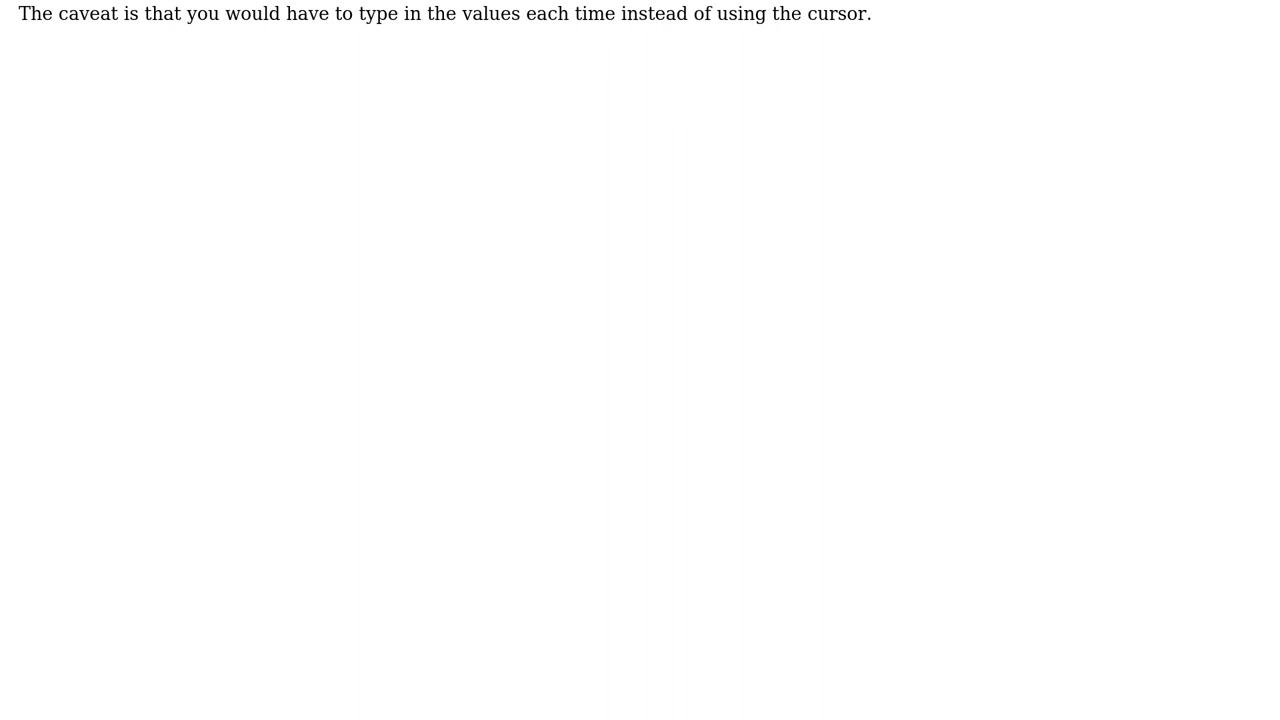 The caveat is that you would have to type in the values each time instead of using the cursor.